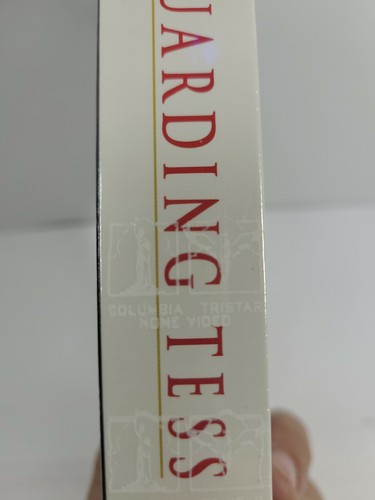 UARDING TESS
COLUMBIA TRISTAR
HOME VIDEO